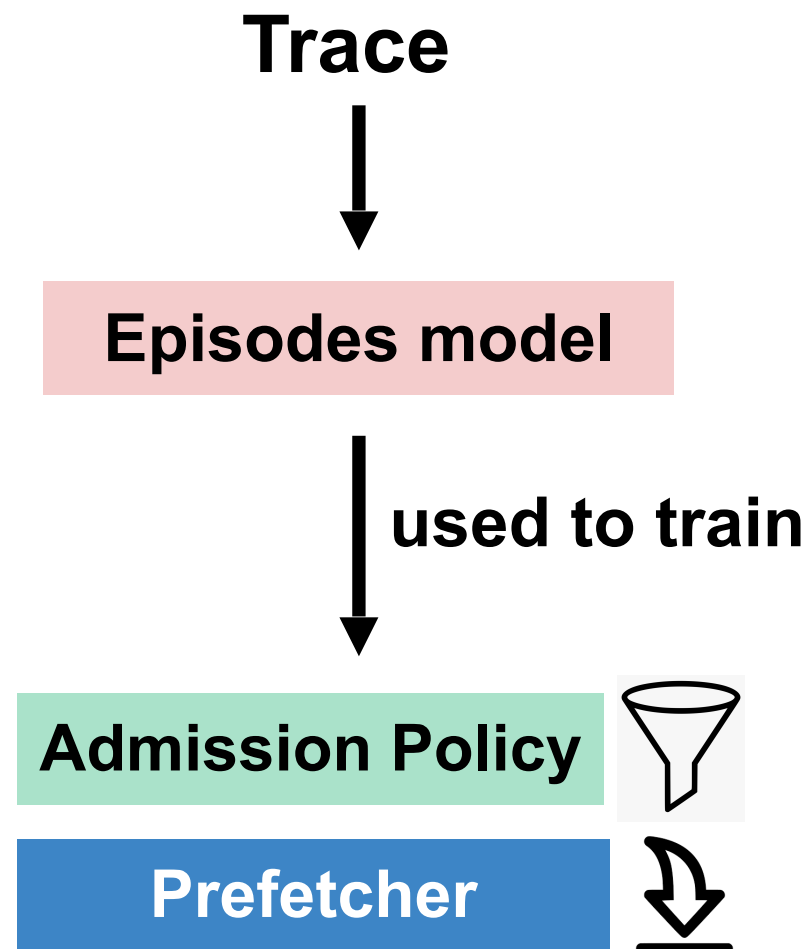 Trace
Episodes model
used to train
Admission Policy
Prefetcher